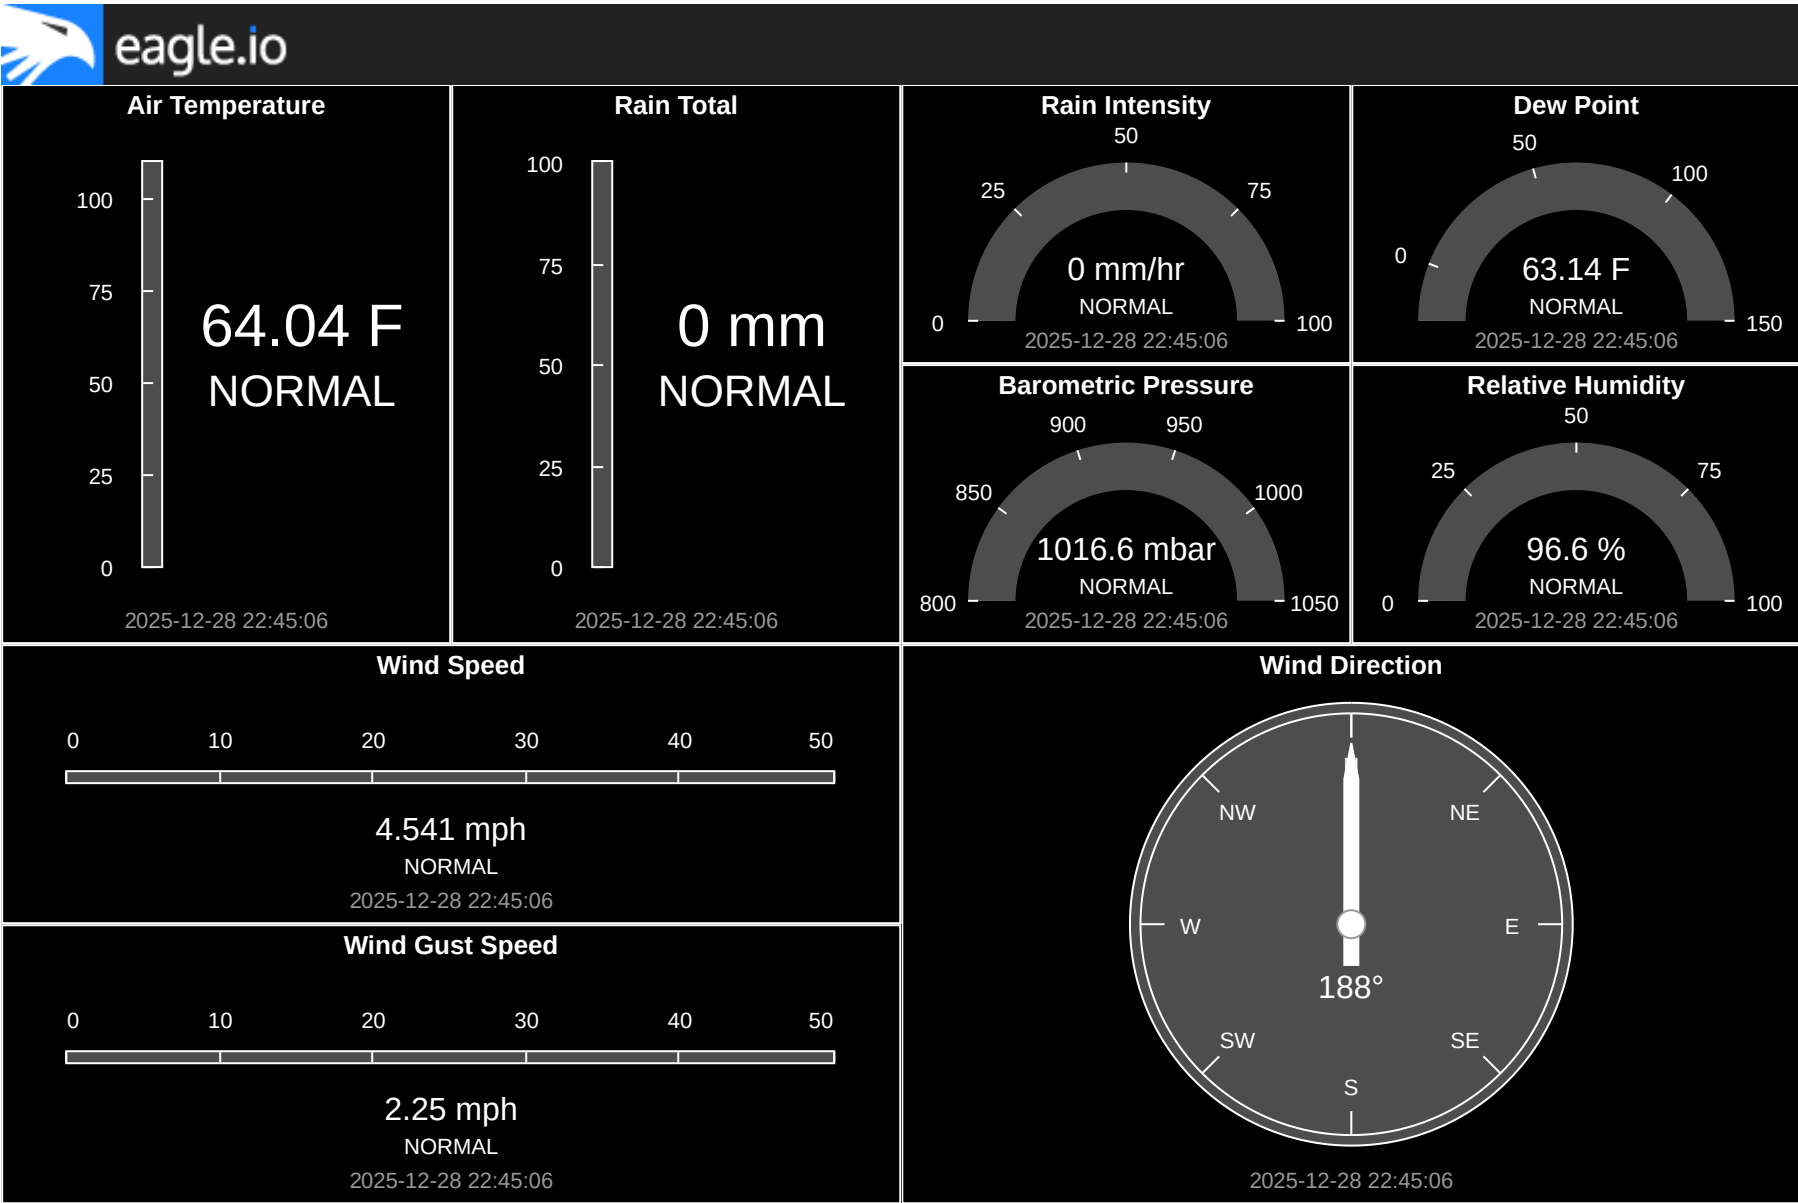 eagle.io
Air Temperature
100
75
50
25
0
64.04 F
NORMAL
2025-12-28 22:45:06
Rain Total
100
75
50
25
0
0 mm
NORMAL
2025-12-28 22:45:06
Rain Intensity
0
25
50
75
100
0 mm/hr
NORMAL
2025-12-28 22:45:06
Dew Point
0
50
100
150
63.14 F
NORMAL
2025-12-28 22:45:06
Barometric Pressure
800
850
900
950
1000
1050
1016.6 mbar
NORMAL
2025-12-28 22:45:06
Relative Humidity
0
25
50
75
100
96.6 %
NORMAL
2025-12-28 22:45:06
Wind Speed
0 10 20 30 40 50
4.541 mph
NORMAL
2025-12-28 22:45:06
Wind Gust Speed
0 10 20 30 40 50
2.25 mph
NORMAL
2025-12-28 22:45:06
Wind Direction
NW NE
W E
188°
SW SE
S
2025-12-28 22:45:06